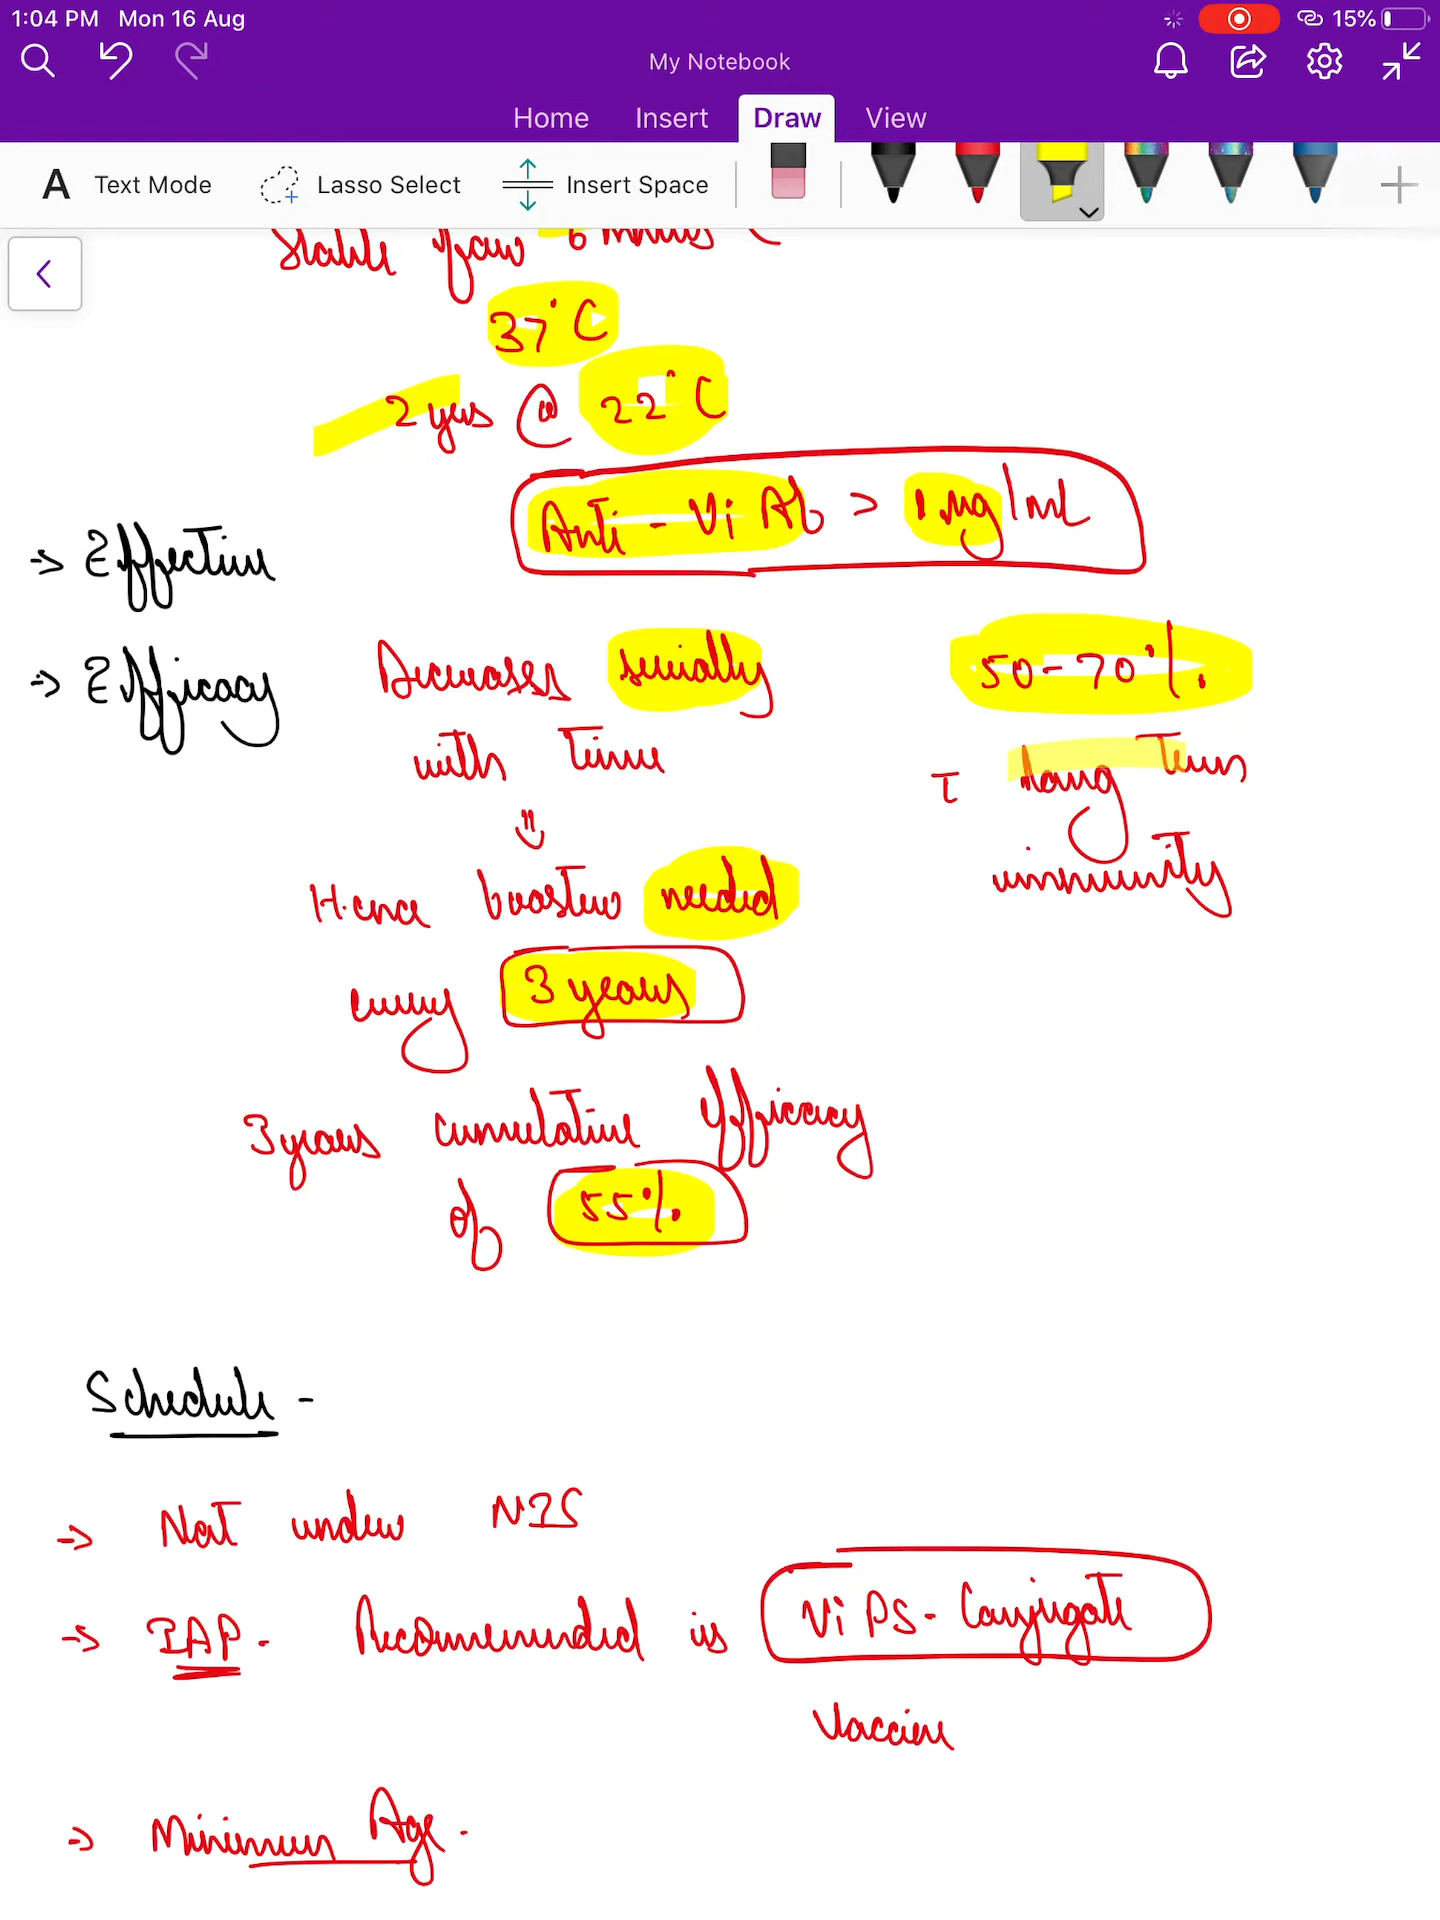 1:04 PM Mon 16 Aug
15%
My Notebook
Home Insert Draw View
A Text Mode Lasso Select Insert Space
Stable for 6 months
37°C
2 yrs @ 22°C
Anti-Vi Ab > 1 µg/ml
→ Effective
→ Efficacy Decreases serially 50-70%
with time Long Term
immunity
Hence booster needed
every 3 years
3 years cumulative efficacy
of 55%
Schedule -
→ Not under NIS
→ IAP - Recommended is Vi PS - Conjugate
Vaccine
→ Minimum Age -